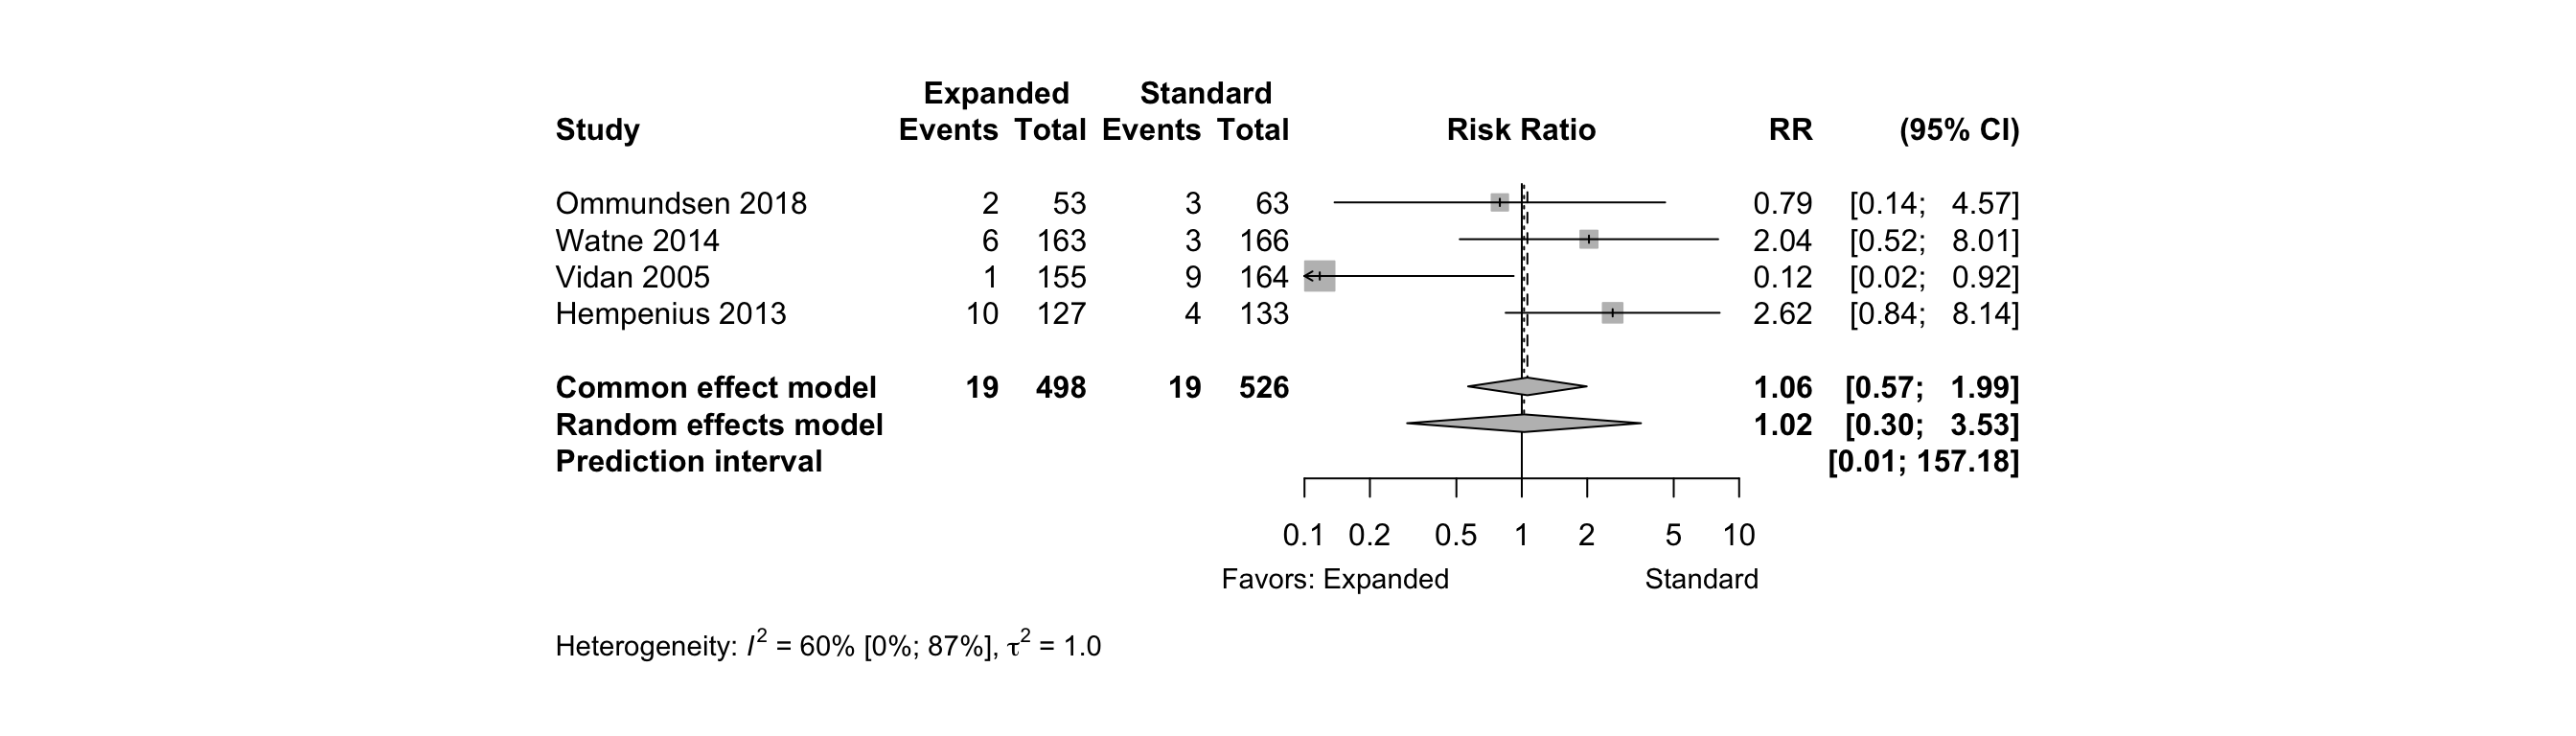 Expanded Standard
Study Events Total Events Total Risk Ratio RR (95% CI)
Ommundsen 2018 2 53 3 63 0.79 [0.14; 4.57]
Watne 2014 6 163 3 166 2.04 [0.52; 8.01]
Vidan 2005 1 155 9 164 0.12 [0.02; 0.92]
Hempenius 2013 10 127 4 133 2.62 [0.84; 8.14]
Common effect model 19 498 19 526 1.06 [0.57; 1.99]
Random effects model 1.02 [0.30; 3.53]
Prediction interval [0.01; 157.18]
0.1 0.2 0.5 1 2 5 10
Favors: Expanded Standard
Heterogeneity: I² = 60% [0%; 87%], τ² = 1.0